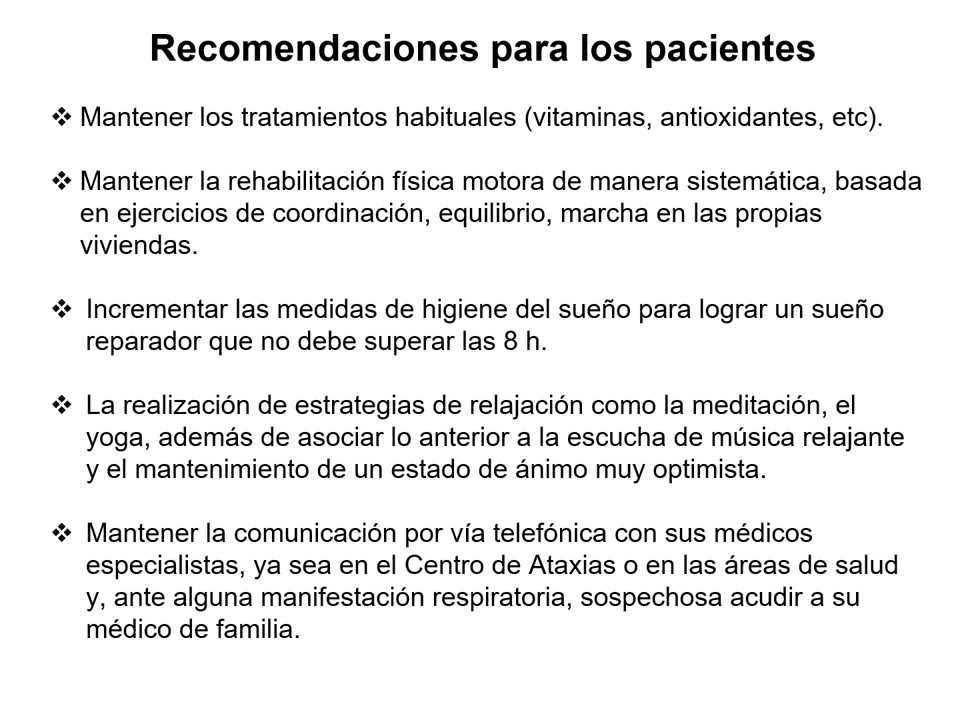 Recomendaciones para los pacientes
❖ Mantener los tratamientos habituales (vitaminas, antioxidantes, etc).
❖ Mantener la rehabilitación física motora de manera sistemática, basada
en ejercicios de coordinación, equilibrio, marcha en las propias
viviendas.
❖ Incrementar las medidas de higiene del sueño para lograr un sueño
reparador que no debe superar las 8 h.
❖ La realización de estrategias de relajación como la meditación, el
yoga, además de asociar lo anterior a la escucha de música relajante
y el mantenimiento de un estado de ánimo muy optimista.
❖ Mantener la comunicación por vía telefónica con sus médicos
especialistas, ya sea en el Centro de Ataxias o en las áreas de salud
y, ante alguna manifestación respiratoria, sospechosa acudir a su
médico de familia.